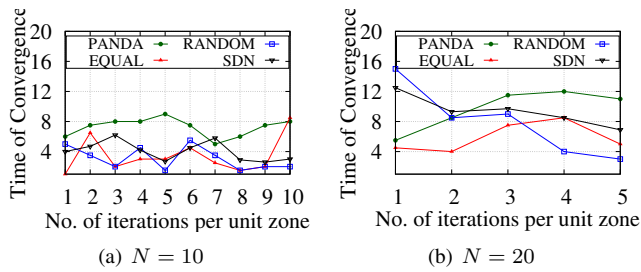 20
16
12
8
4
Time of Convergence
PANDA RANDOM
EQUAL SDN
1 2 3 4 5 6 7 8 9 10
No. of iterations per unit zone
(a) N = 10
20
16
12
8
4
Time of Convergence
PANDA RANDOM
EQUAL SDN
1 2 3 4 5
No. of iterations per unit zone
(b) N = 20